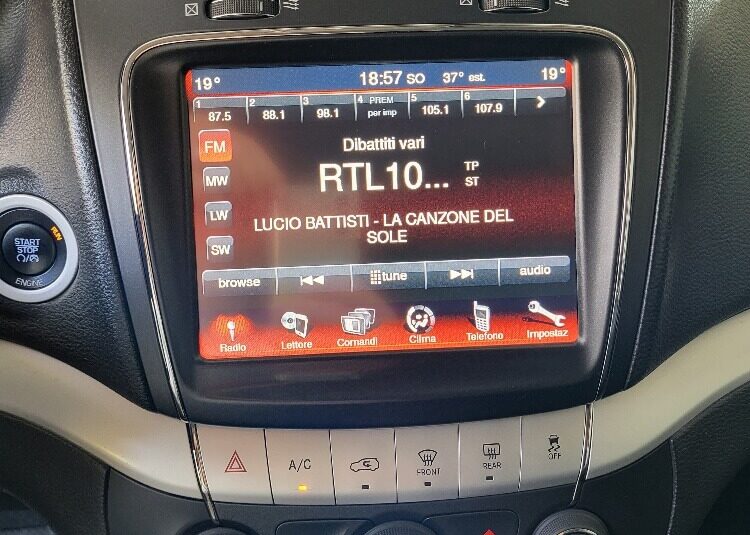 19° 18:57 SO 37° est. 19°
1 2 3 4 PREM 5 6
87.5 88.1 98.1 per imp 105.1 107.9
FM
Dibattiti vari
MW
RTL10... TP
ST
LW
LUCIO BATTISTI - LA CANZONE DEL
SOLE
SW
browse tune audio
Radio Lettore Comandi Clima Telefono Impostaz
START
STOP
RUN
ENGINE
A/C FRONT REAR OFF